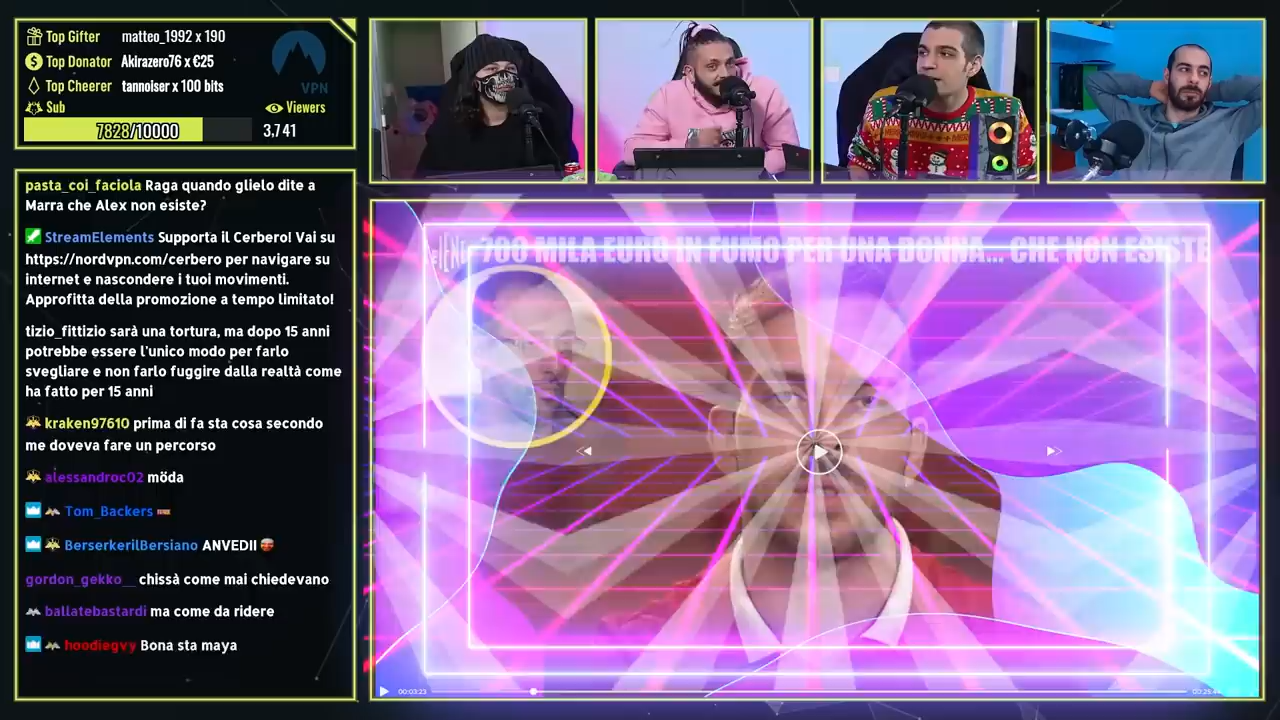 Top Gifter matteo_1992 x 190
Top Donator Akirazero76 x €25
Top Cheerer tannoiser x 100 bits
VPN
Sub Viewers
7828/10000 3,741
pasta_coi_faciola Raga quando glielo dite a
Marra che Alex non esiste?
StreamElements Supporta il Cerbero! Vai su
https://nordvpn.com/cerbero per navigare su
internet e nascondere i tuoi movimenti.
Approfitta della promozione a tempo limitato!
tizio_fittizio sarà una tortura, ma dopo 15 anni
potrebbe essere l'unico modo per farlo
svegliare e non farlo fuggire dalla realtà come
ha fatto per 15 anni
kraken97610 prima di fa sta cosa secondo
me doveva fare un percorso
alessandroc02 möda
Tom_Backers
BerserkerilBersiano ANVEDII
gordon_gekko__ chissà come mai chiedevano
ballatebastardi ma come da ridere
hoodiegvy Bona sta maya
700 MILA EURO IN FUMO PER UNA DONNA... CHE NON ESISTE
00:03:23